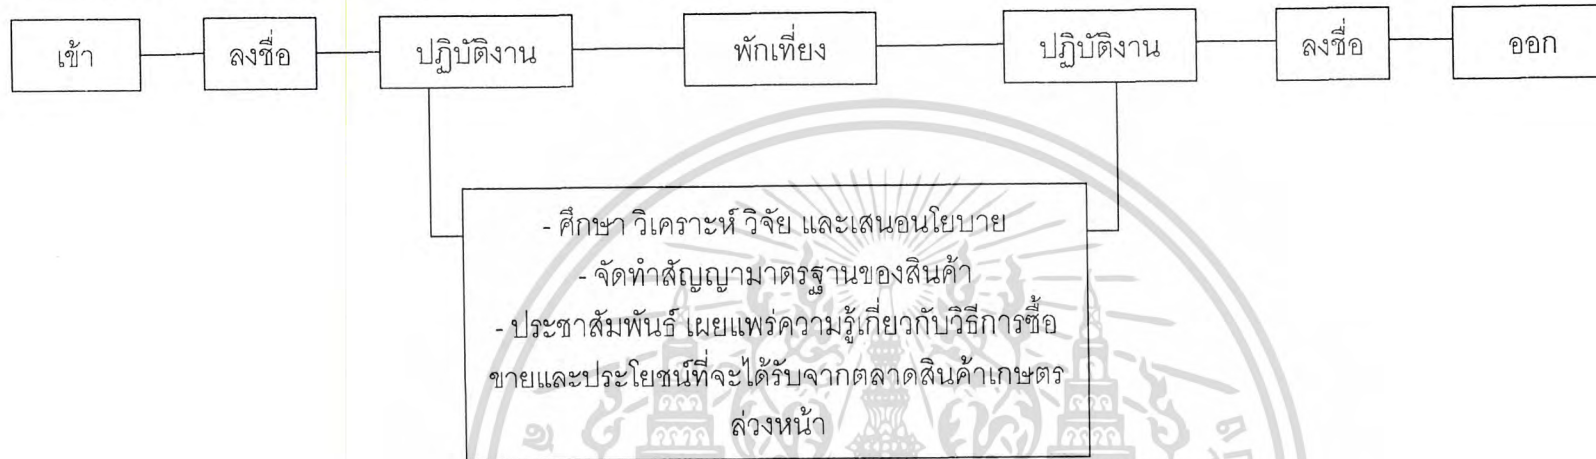 เข้า
ลงชื่อ
ปฏิบัติงาน
พักเที่ยง
ปฏิบัติงาน
ลงชื่อ
ออก
- ศึกษา วิเคราะห์ วิจัย และเสนอนโยบาย
- จัดทำสัญญามาตรฐานของสินค้า
- ประชาสัมพันธ์ เผยแพร่ความรู้เกี่ยวกับวิธีการซื้อ
ขายและประโยชน์ที่จะได้รับจากตลาดสินค้าเกษตร
ล่วงหน้า